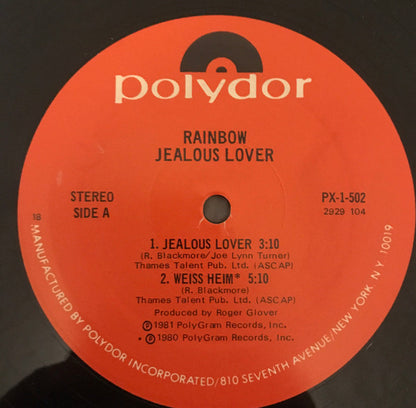 polydor
RAINBOW
JEALOUS LOVER
STEREO
SIDE A
PX-1-502
2929 104
18
1. JEALOUS LOVER 3:10
(R. Blackmore/Joe Lynn Turner)
Thames Talent Pub. Ltd. (ASCAP)
2. WEISS HEIM* 5:10
(R. Blackmore)
Thames Talent Pub. Ltd. (ASCAP)
Produced by Roger Glover
℗ 1981 PolyGram Records, Inc.
* ℗ 1980 PolyGram Records, Inc.
MANUFACTURED BY POLYDOR INCORPORATED/810 SEVENTH AVENUE/NEW YORK, NY 10019